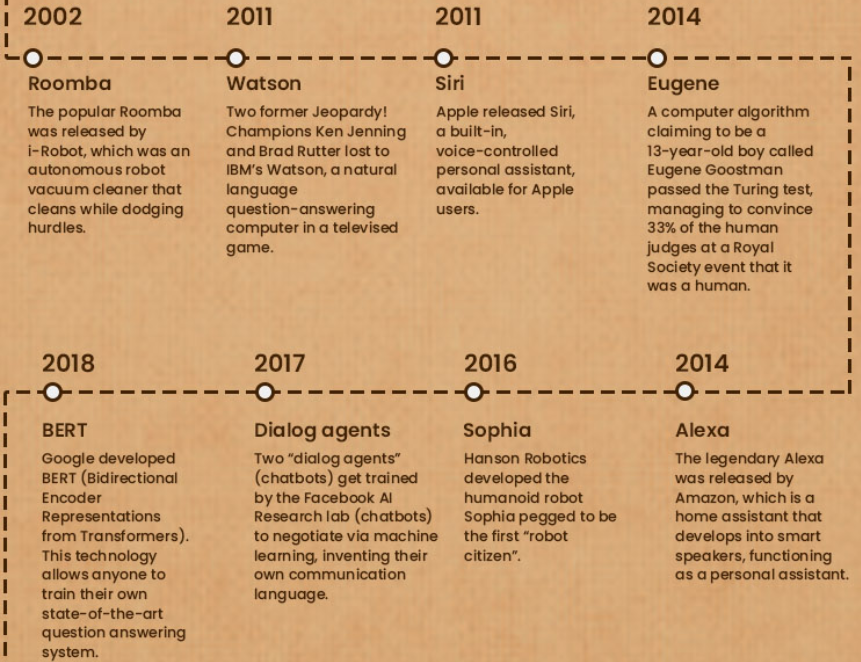 2002
Roomba
The popular Roomba
was released by
i-Robot, which was an
autonomous robot
vacuum cleaner that
cleans while dodging
hurdles.
2011
Watson
Two former Jeopardy!
Champions Ken Jenning
and Brad Rutter lost to
IBM's Watson, a natural
language
question-answering
computer in a televised
game.
2011
Siri
Apple released Siri,
a built-in,
voice-controlled
personal assistant,
available for Apple
users.
2014
Eugene
A computer algorithm
claiming to be a
13-year-old boy called
Eugene Goostman
passed the Turing test,
managing to convince
33% of the human
judges at a Royal
Society event that it
was a human.
2014
Alexa
The legendary Alexa
was released by
Amazon, which is a
home assistant that
develops into smart
speakers, functioning
as a personal assistant.
2016
Sophia
Hanson Robotics
developed the
humanoid robot
Sophia pegged to be
the first “robot
citizen”.
2017
Dialog agents
Two “dialog agents”
(chatbots) get trained
by the Facebook AI
Research lab (chatbots)
to negotiate via machine
learning, inventing their
own communication
language.
2018
BERT
Google developed
BERT (Bidirectional
Encoder
Representations
from Transformers).
This technology
allows anyone to
train their own
state-of-the-art
question answering
system.